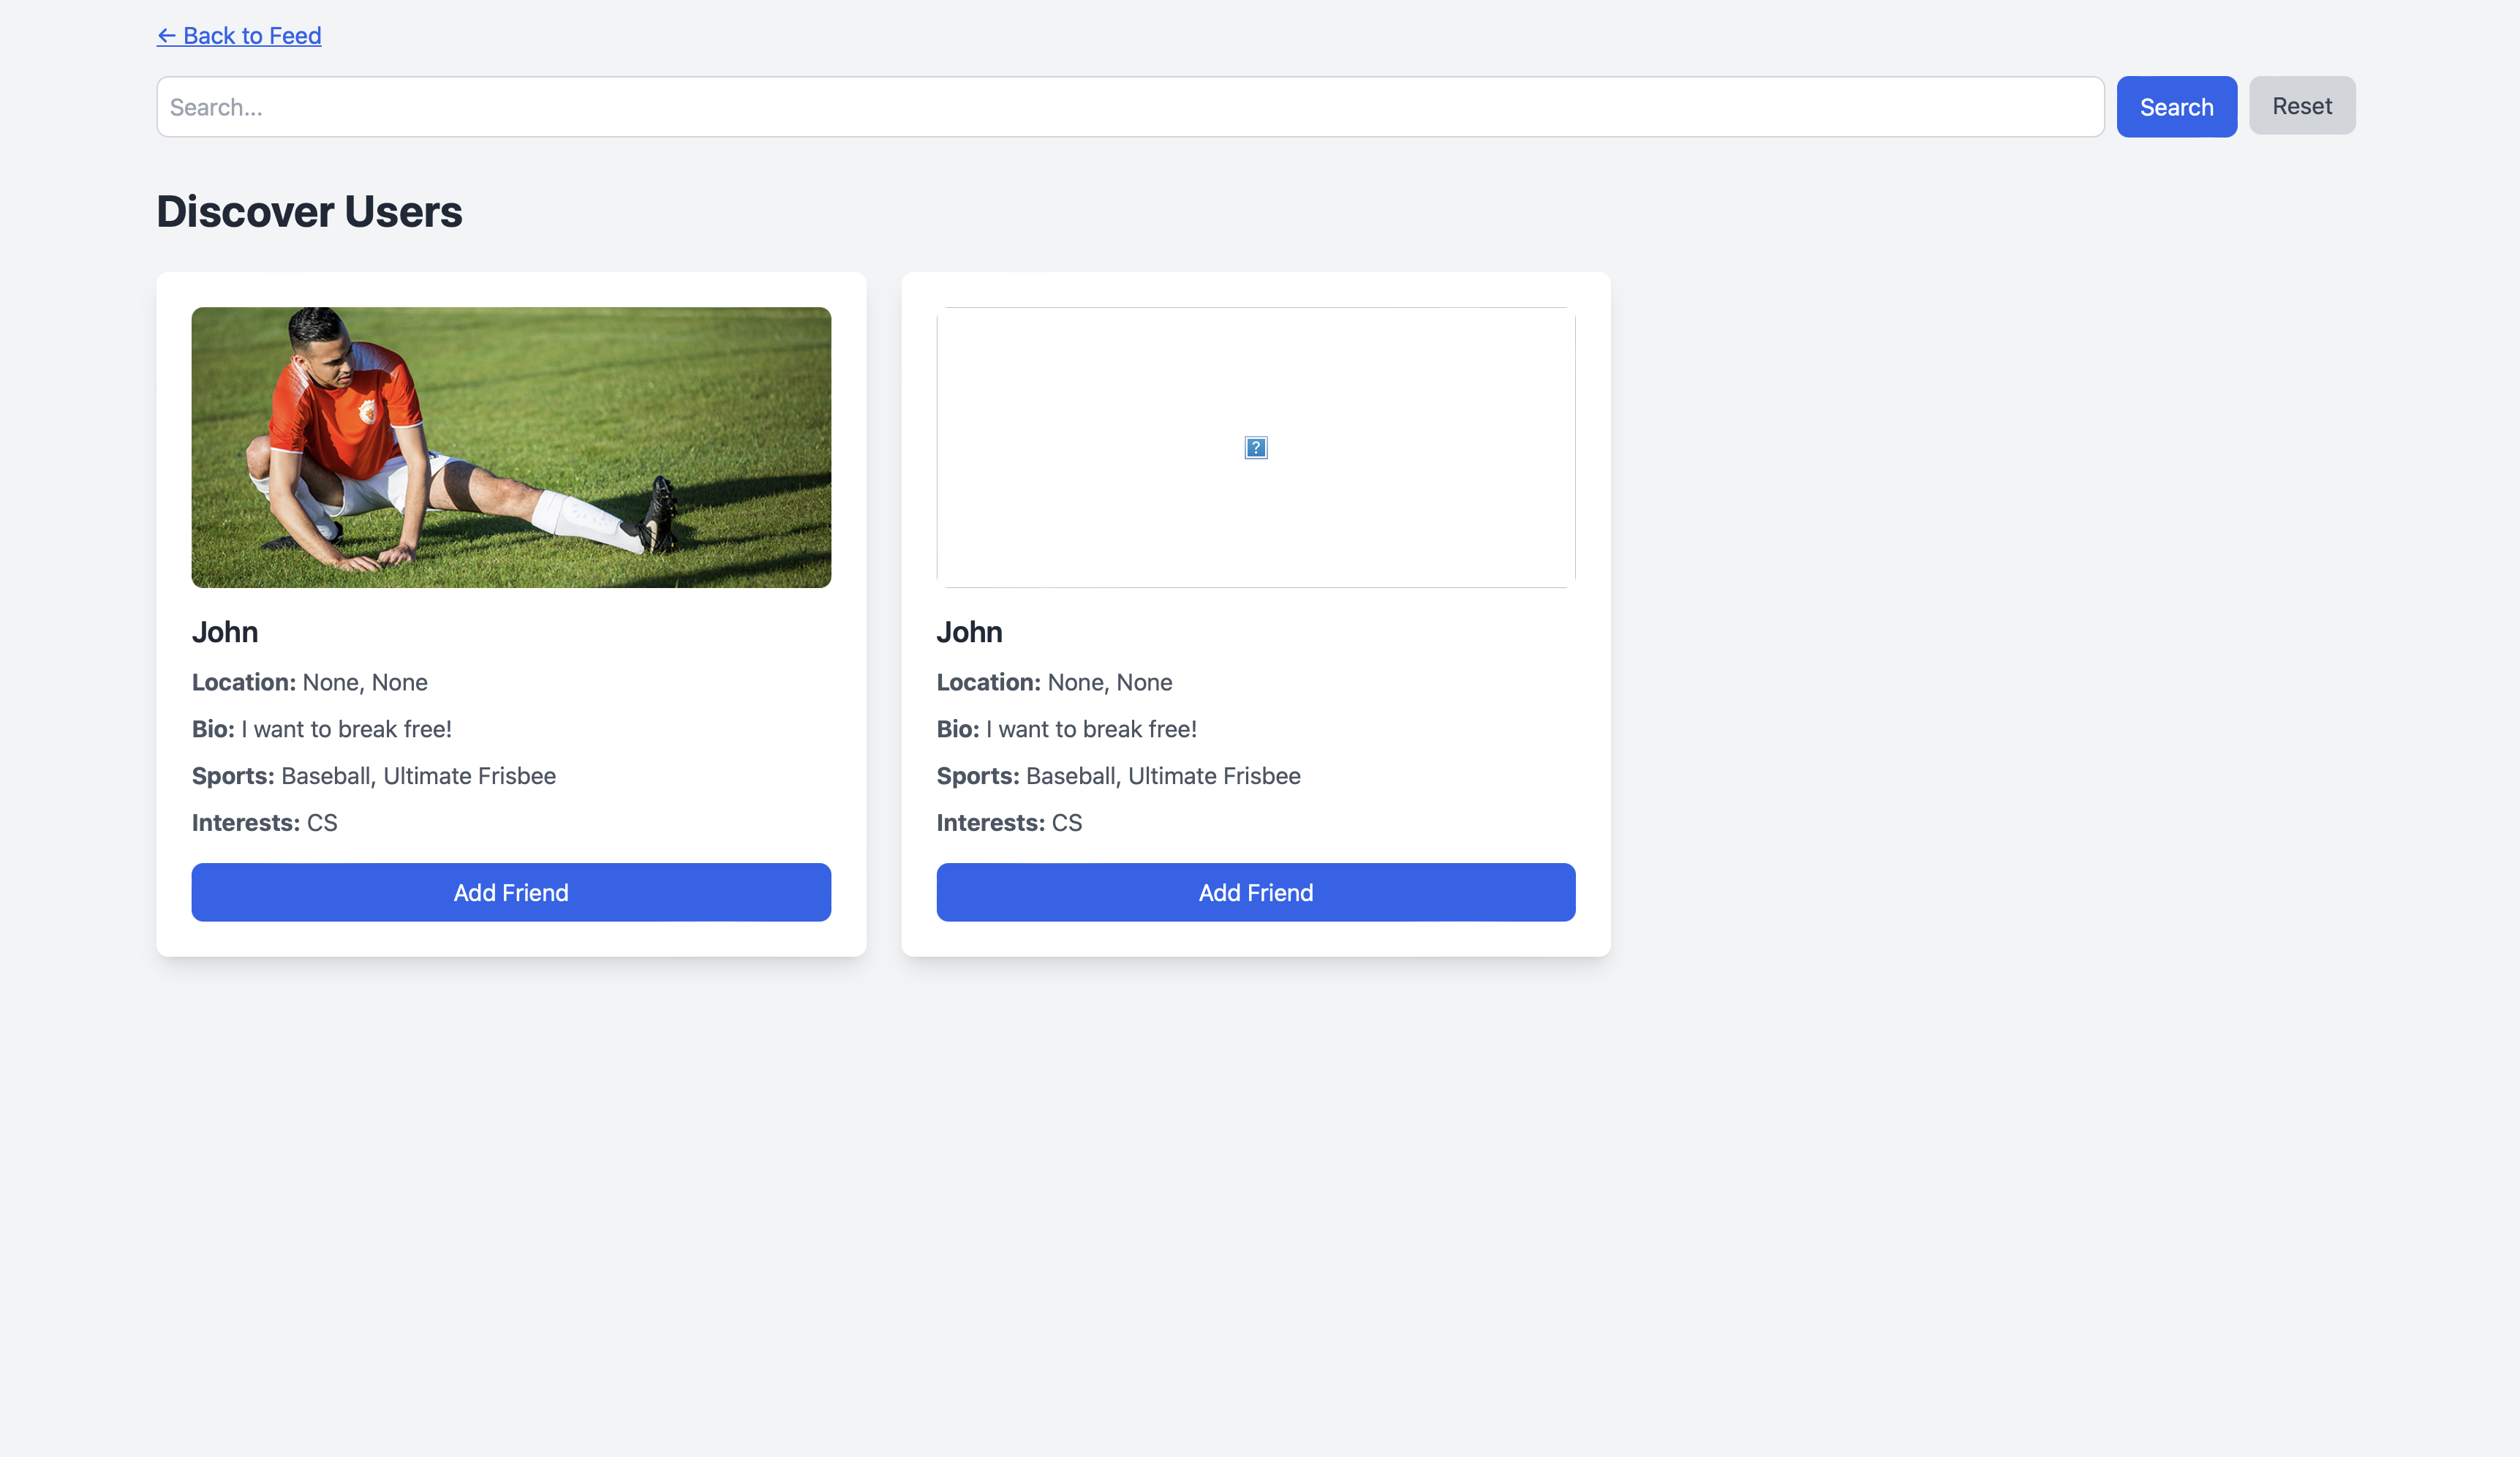 ← Back to Feed
Search...
Search
Reset
Discover Users
John
Location: None, None
Bio: I want to break free!
Sports: Baseball, Ultimate Frisbee
Interests: CS
Add Friend
?
John
Location: None, None
Bio: I want to break free!
Sports: Baseball, Ultimate Frisbee
Interests: CS
Add Friend